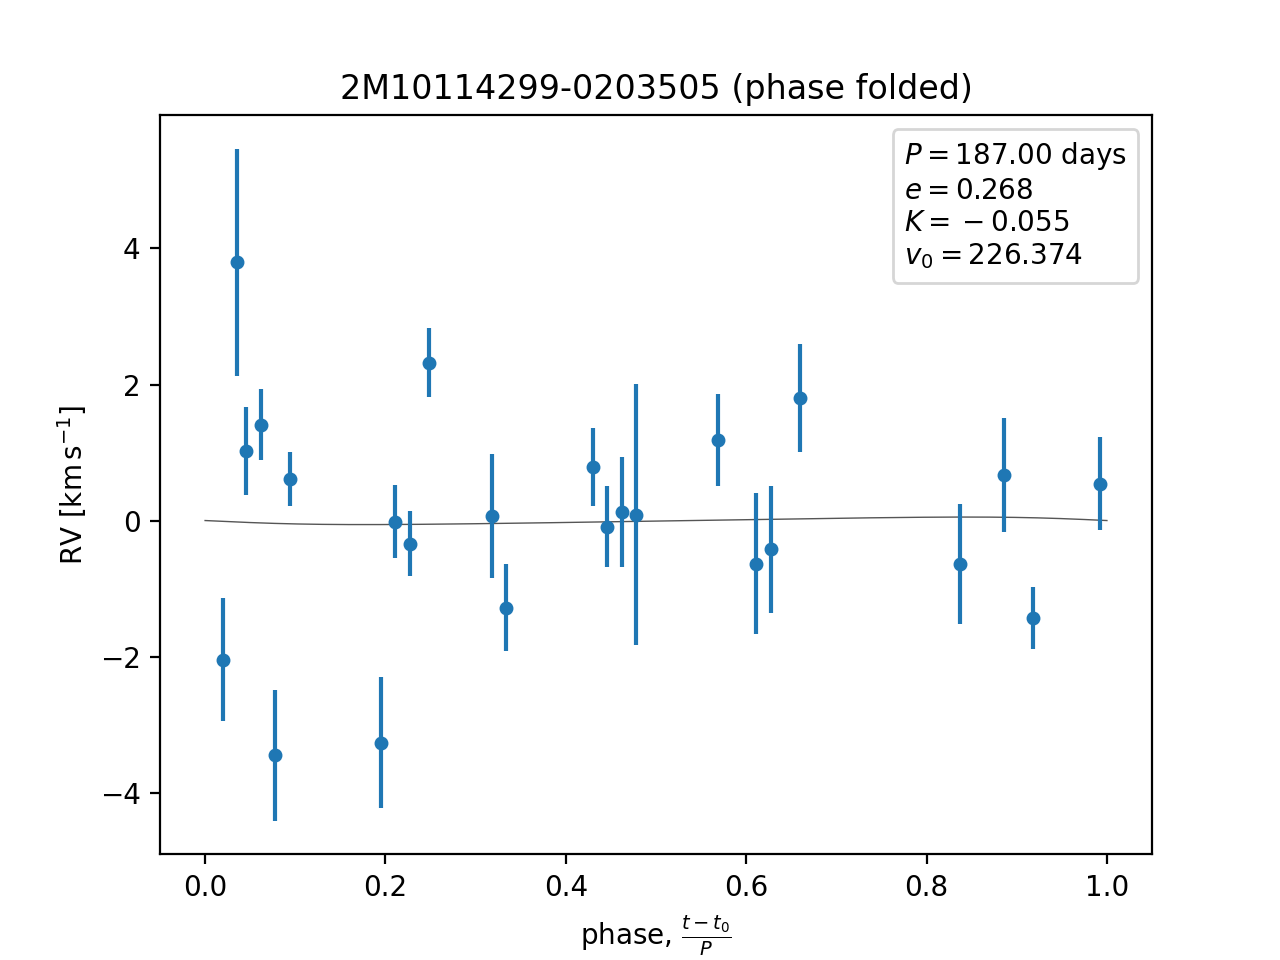 2M10114299-0203505 (phase folded)
P = 187.00 days
e = 0.268
K = −0.055
v₀ = 226.374
RV [km s⁻¹]
4
2
0
−2
−4
0.0 0.2 0.4 0.6 0.8 1.0
phase, (t − t₀)/P